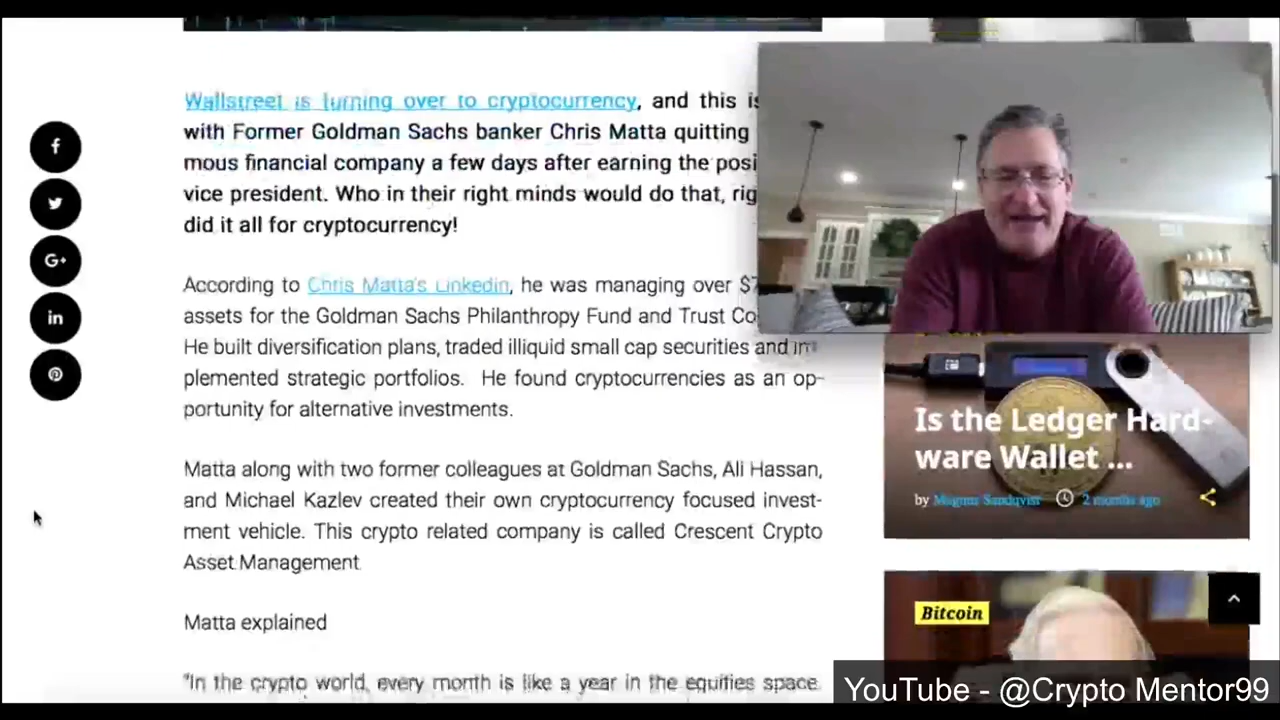 Wallstreet is turning over to cryptocurrency, and this is
with Former Goldman Sachs banker Chris Matta quitting
mous financial company a few days after earning the posi
vice president. Who in their right minds would do that, rig
did it all for cryptocurrency!
According to Chris Matta's Linkedin, he was managing over $7
assets for the Goldman Sachs Philanthropy Fund and Trust Co
He built diversification plans, traded illiquid small cap securities and im-
plemented strategic portfolios. He found cryptocurrencies as an op-
portunity for alternative investments.
Matta along with two former colleagues at Goldman Sachs, Ali Hassan,
and Michael Kazlev created their own cryptocurrency focused invest-
ment vehicle. This crypto related company is called Crescent Crypto
Asset Management
Matta explained
"In the crypto world, every month is like a year in the equities space.
f
G+
in
Is the Ledger Hard-
ware Wallet ...
by Magnus Sandqvist 2 months ago
Bitcoin
YouTube - @Crypto Mentor99